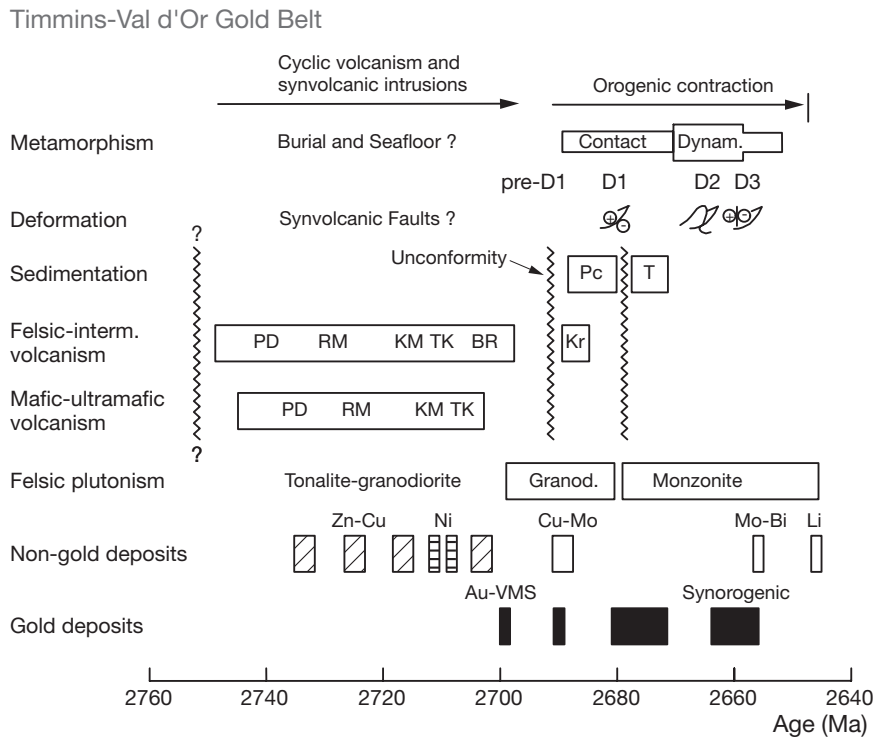 Timmins-Val d'Or Gold Belt
Cyclic volcanism and
synvolcanic intrusions
Orogenic contraction
Metamorphism
Burial and Seafloor ?
Contact
Dynam.
pre-D1
D1
D2
D3
Deformation
Synvolcanic Faults ?
?
+
-
+
-
Unconformity
Sedimentation
Pc
T
Felsic-interm.
volcanism
PD
RM
KM
TK
BR
Kr
Mafic-ultramafic
volcanism
PD
RM
KM
TK
?
Felsic plutonism
Tonalite-granodiorite
Granod.
Monzonite
Zn-Cu
Ni
Cu-Mo
Mo-Bi
Li
Non-gold deposits
Au-VMS
Synorogenic
Gold deposits
2760
2740
2720
2700
2680
2660
2640
Age (Ma)